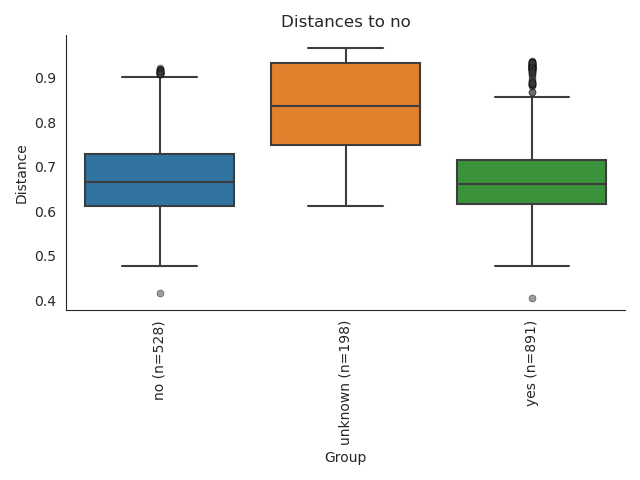 Distances to no
Distance
0.9
0.8
0.7
0.6
0.5
0.4
no (n=528)
unknown (n=198)
yes (n=891)
Group